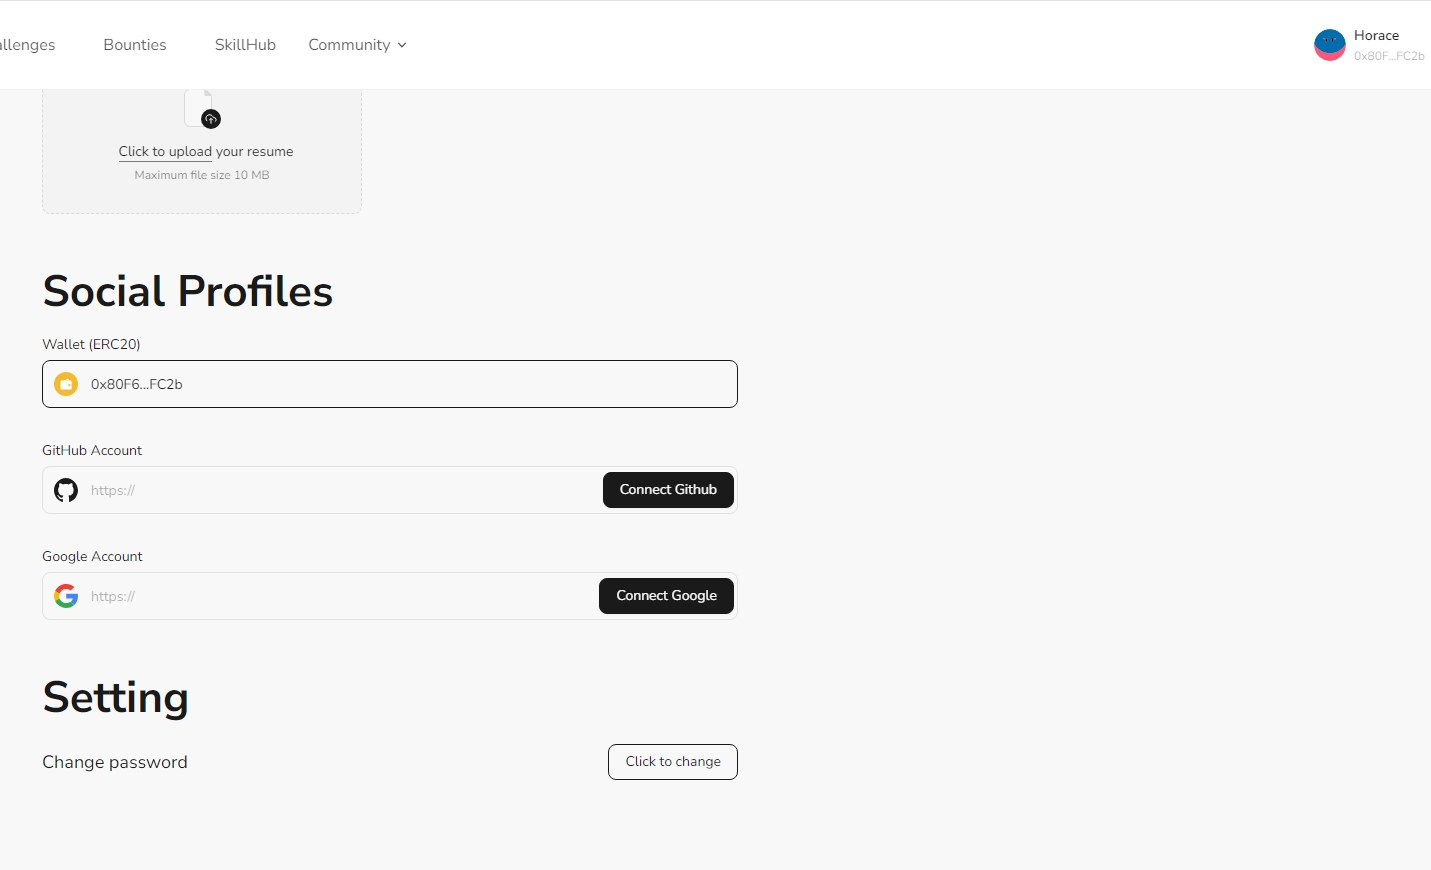 allenges
Bounties
SkillHub
Community
Horace
0x80F...FC2b
Click to upload your resume
Maximum file size 10 MB
Social Profiles
Wallet (ERC20)
0x80F6...FC2b
GitHub Account
https://
Connect Github
Google Account
https://
Connect Google
Setting
Change password
Click to change